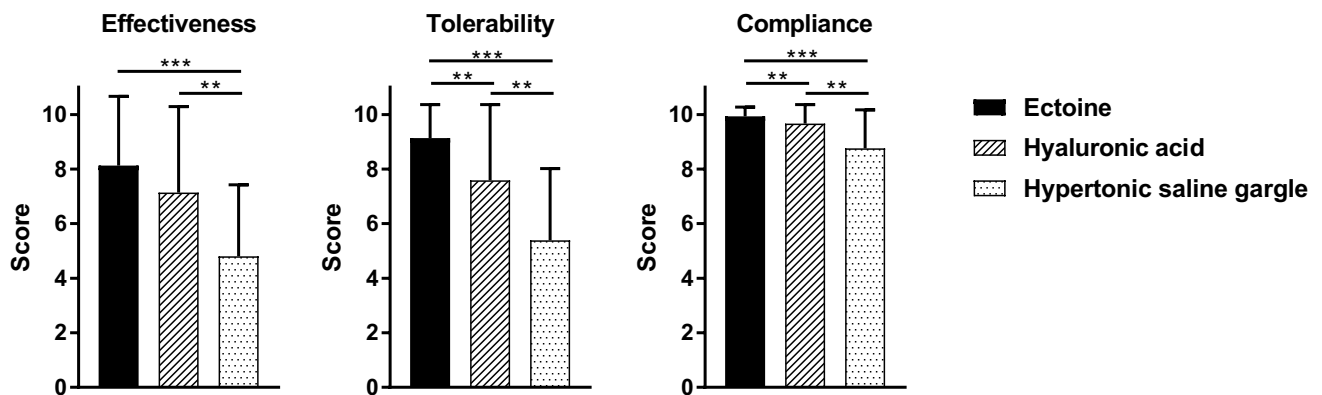 Effectiveness
***
**
Score
10
8
6
4
2
0
Tolerability
***
**
**
Score
10
8
6
4
2
0
Compliance
***
**
**
Score
10
8
6
4
2
0
Ectoine
Hyaluronic acid
Hypertonic saline gargle